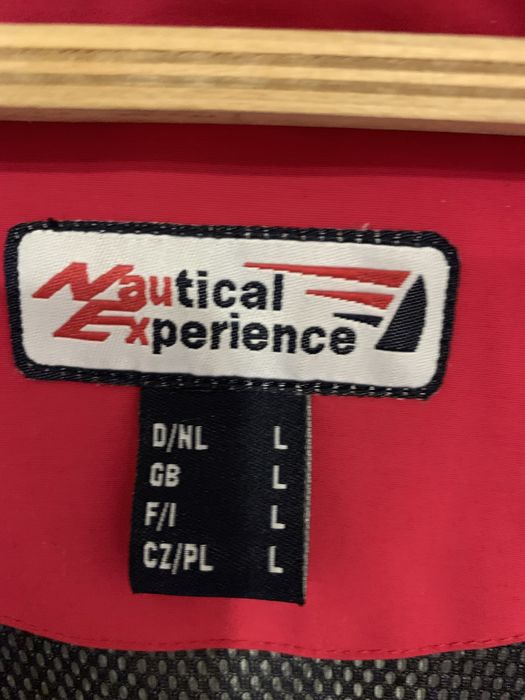 Nautical
Experience
D/NL L
GB L
F/I L
CZ/PL L